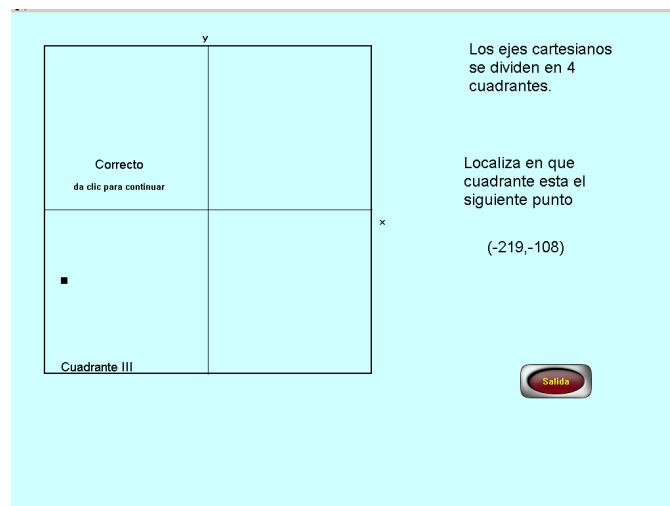 y
Los ejes cartesianos
se dividen en 4
cuadrantes.
Correcto
da clic para continuar
Localiza en que
cuadrante esta el
siguiente punto
x
(-219,-108)
Cuadrante III
Salida